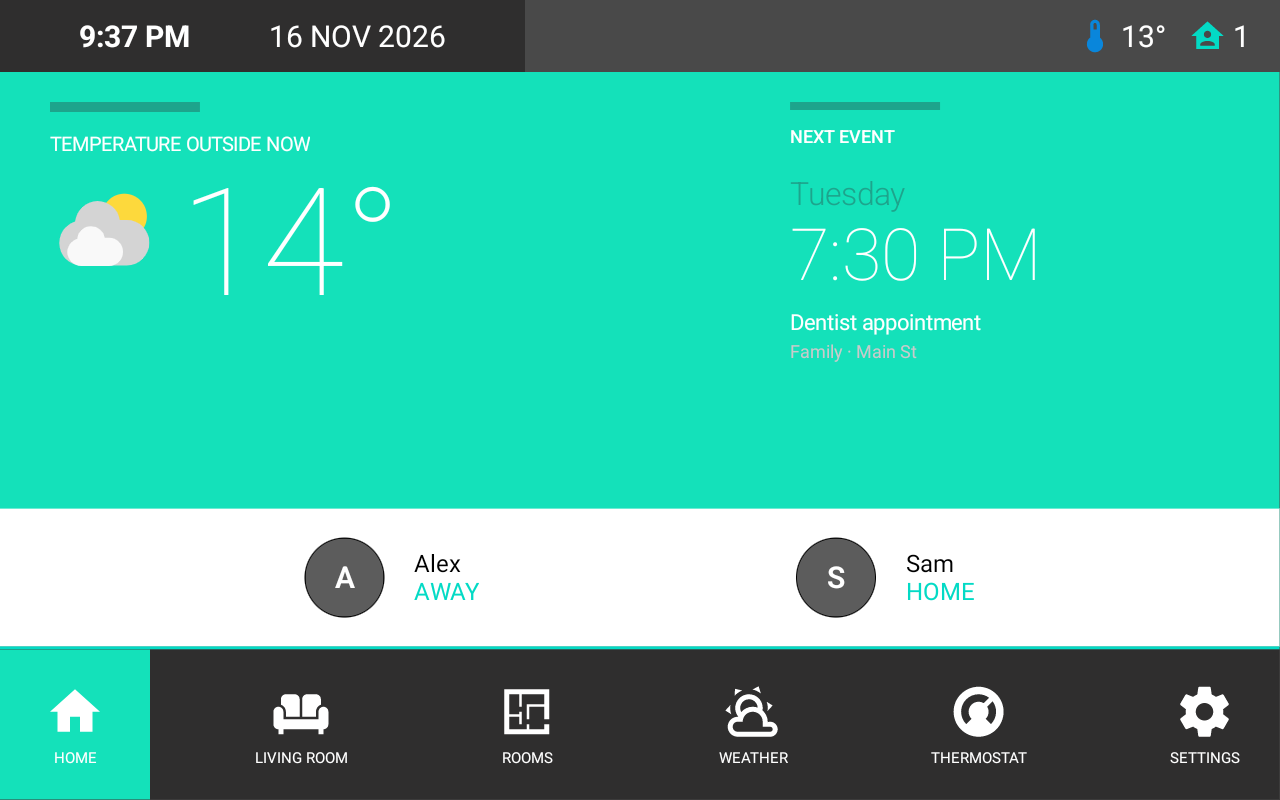 9:37 PM
16 NOV 2026
13°
1
TEMPERATURE OUTSIDE NOW
14°
NEXT EVENT
Tuesday
7:30 PM
Dentist appointment
Family · Main St
A
Alex
AWAY
S
Sam
HOME
HOME
LIVING ROOM
ROOMS
WEATHER
THERMOSTAT
SETTINGS